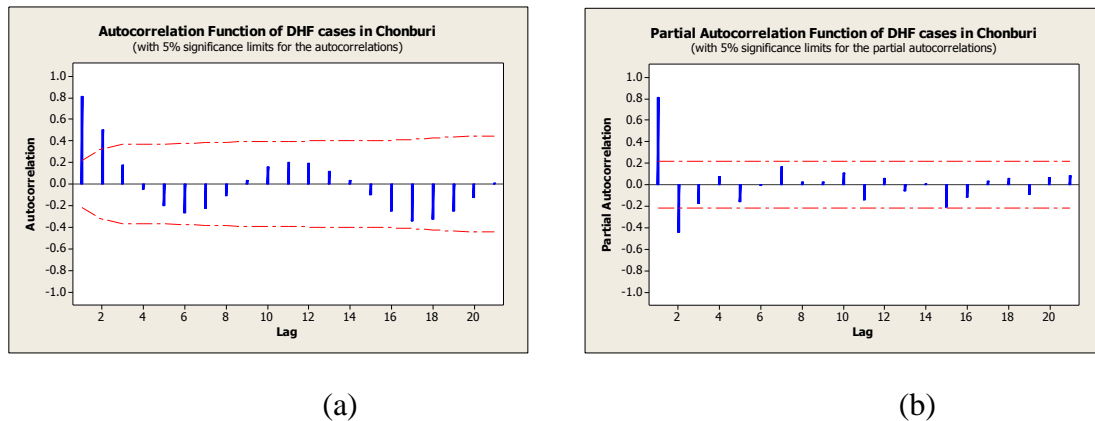 Autocorrelation Function of DHF cases in Chonburi
(with 5% significance limits for the autocorrelations)
1.0
0.8
0.6
0.4
0.2
0.0
-0.2
-0.4
-0.6
-0.8
-1.0
Autocorrelation
2 4 6 8 10 12 14 16 18 20
Lag
(a)
Partial Autocorrelation Function of DHF cases in Chonburi
(with 5% significance limits for the partial autocorrelations)
1.0
0.8
0.6
0.4
0.2
0.0
-0.2
-0.4
-0.6
-0.8
-1.0
Partial Autocorrelation
2 4 6 8 10 12 14 16 18 20
Lag
(b)